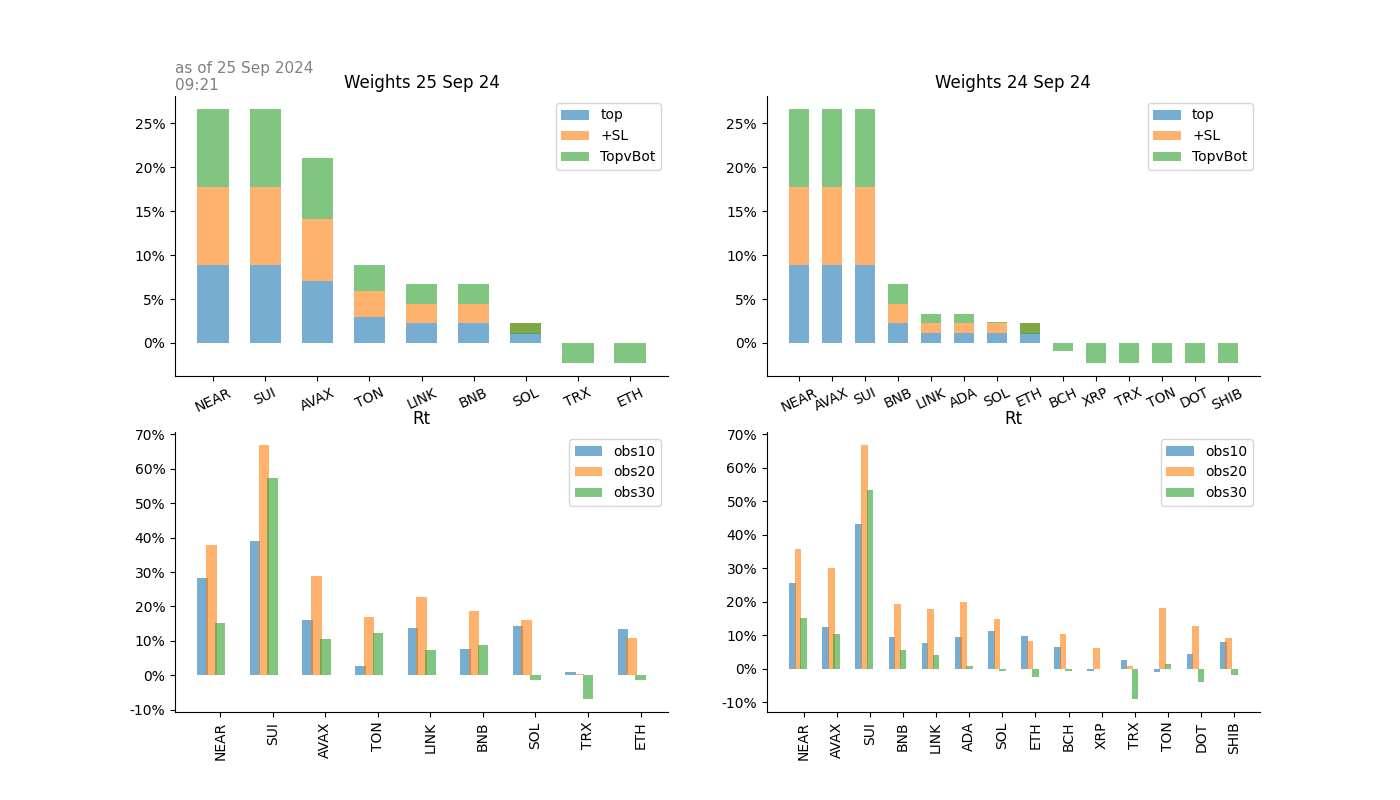 as of 25 Sep 2024
09:21
Weights 25 Sep 24
25%
20%
15%
10%
5%
0%
top
+SL
TopvBot
NEAR
SUI
AVAX
TON
LINK
BNB
SOL
TRX
ETH
Weights 24 Sep 24
25%
20%
15%
10%
5%
0%
top
+SL
TopvBot
NEAR
AVAX
SUI
BNB
LINK
ADA
SOL
ETH
BCH
XRP
TRX
TON
DOT
SHIB
Rt
70%
60%
50%
40%
30%
20%
10%
0%
-10%
obs10
obs20
obs30
NEAR
SUI
AVAX
TON
LINK
BNB
SOL
TRX
ETH
Rt
70%
60%
50%
40%
30%
20%
10%
0%
-10%
obs10
obs20
obs30
NEAR
AVAX
SUI
BNB
LINK
ADA
SOL
ETH
BCH
XRP
TRX
TON
DOT
SHIB